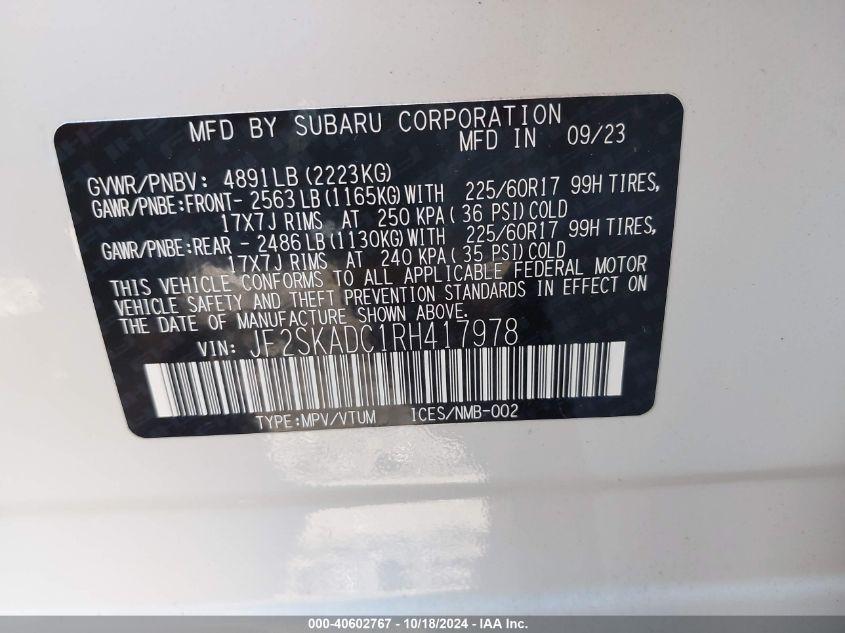 MFD BY SUBARU CORPORATION
MFD IN 09/23
GVWR/PNBV: 4891LB (2223KG)
GAWR/PNBE:FRONT- 2563LB (1165KG)WITH 225/60R17 99H TIRES,
17X7J RIMS AT 250 KPA( 36 PSI)COLD
GAWR/PNBE:REAR - 2486LB (1130KG)WITH 225/60R17 99H TIRES,
17X7J RIMS AT 240 KPA( 35 PSI)COLD
THIS VEHICLE CONFORMS TO ALL APPLICABLE FEDERAL MOTOR
VEHICLE SAFETY AND THEFT PREVENTION STANDARDS IN EFFECT ON
THE DATE OF MANUFACTURE SHOWN ABOVE.
VIN: JF2SKADC1RH417978
TYPE:MPV/VTUM ICES/NMB-002
000-40602767 - 10/18/2024 - IAA Inc.